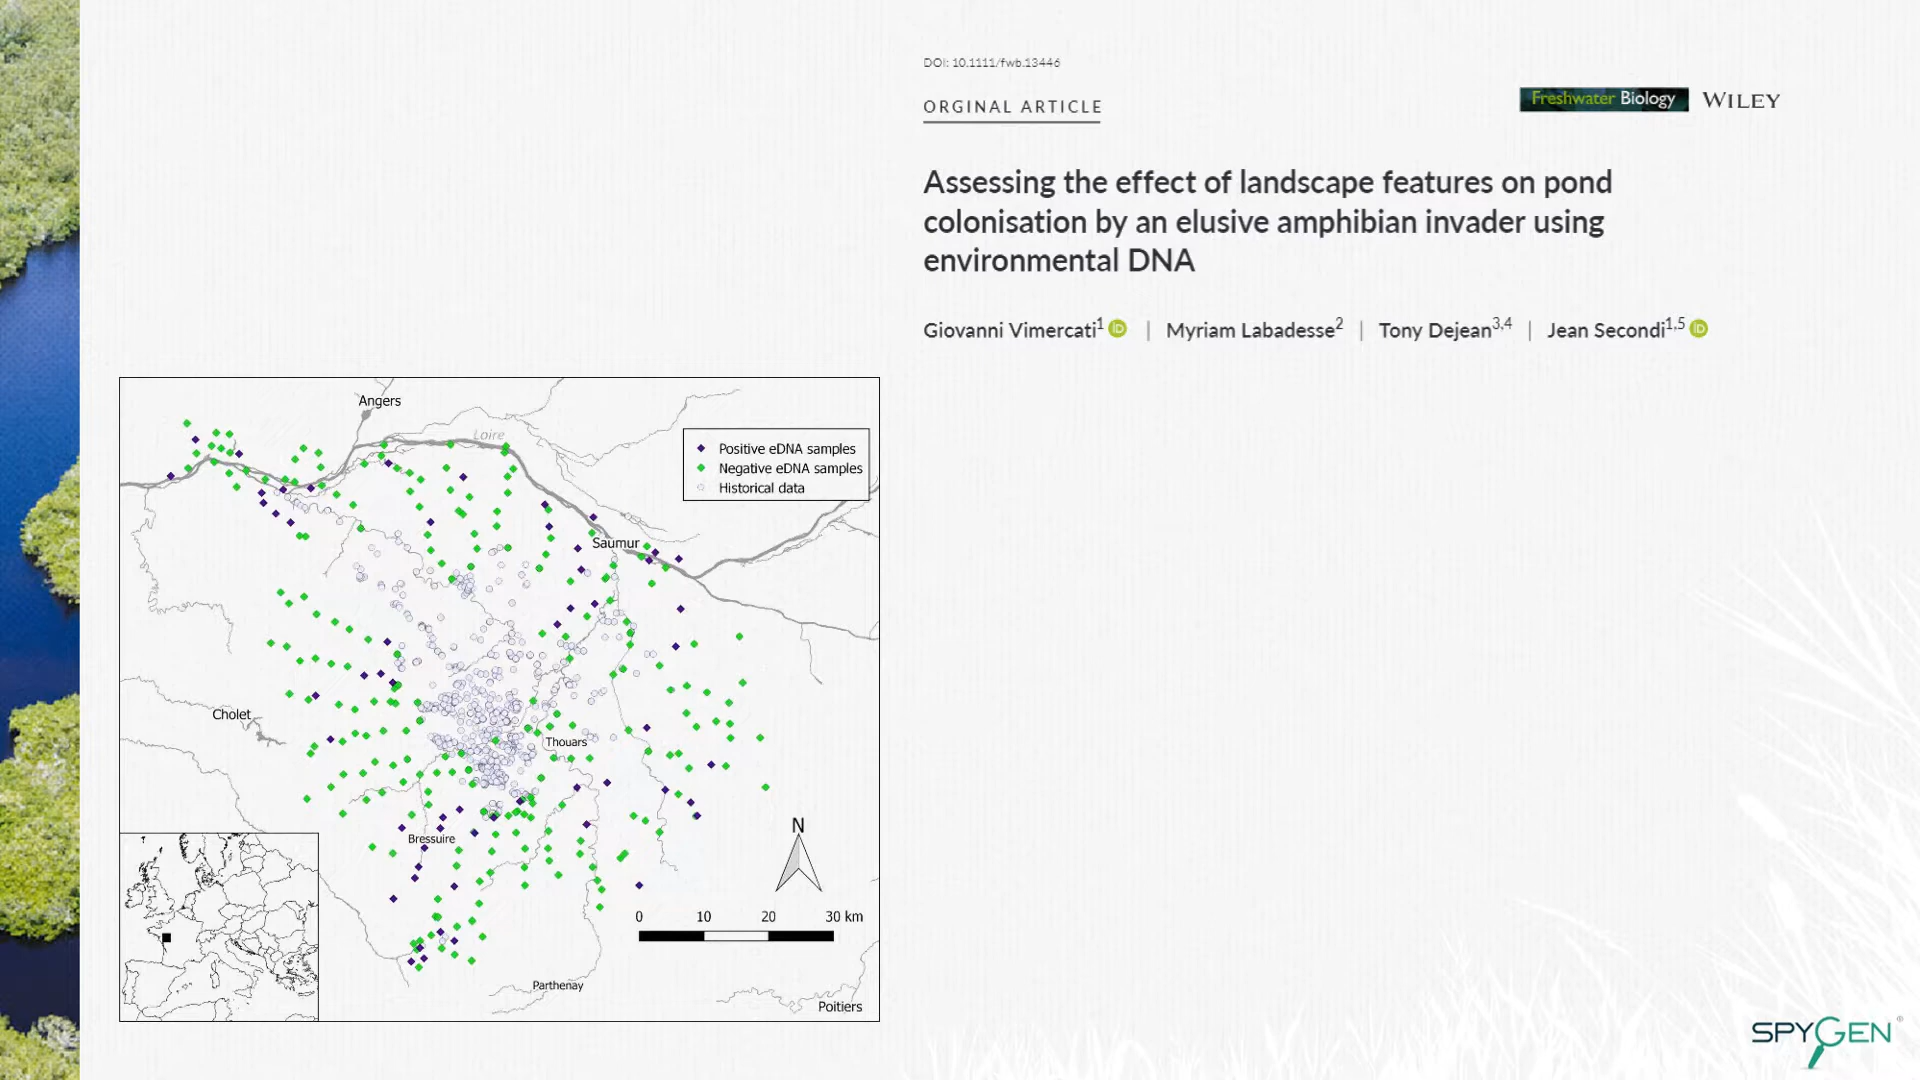 DOI: 10.1111/fwb.13446
ORGINAL ARTICLE
Freshwater Biology WILEY
Assessing the effect of landscape features on pond
colonisation by an elusive amphibian invader using
environmental DNA
Giovanni Vimercati1 iD | Myriam Labadesse2 | Tony Dejean3,4 | Jean Secondi1,5 iD
Angers
Loire
Positive eDNA samples
Negative eDNA samples
Historical data
Saumur
Cholet
Thouars
Bressuire
N
0 10 20 30 km
Parthenay
Poitiers
SPYGEN®